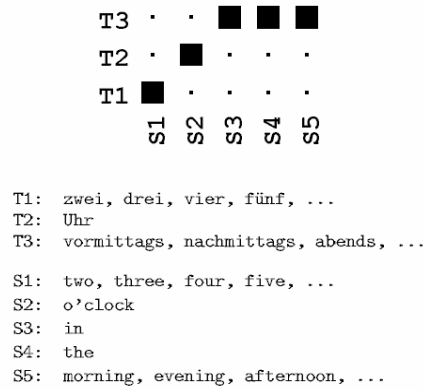 T3
T2
T1
S1 S2 S3 S4 S5
T1: zwei, drei, vier, fünf, ...
T2: Uhr
T3: vormittags, nachmittags, abends, ...
S1: two, three, four, five, ...
S2: o'clock
S3: in
S4: the
S5: morning, evening, afternoon, ...